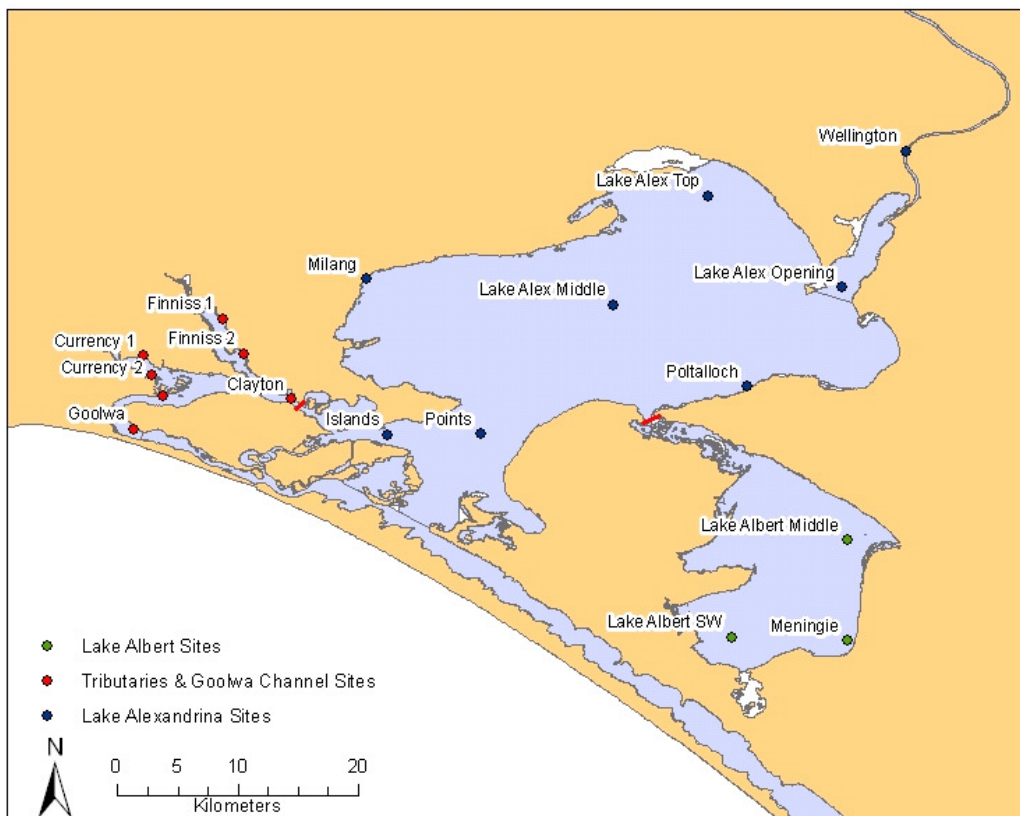 Wellington
Lake Alex Top
Milang
Lake Alex Opening
Lake Alex Middle
Finniss 1
Finniss 2
Currency 1
Currency 2
Poltalloch
Clayton
Goolwa
Islands
Points
Lake Albert Middle
Lake Albert SW
Meningie
Lake Albert Sites
Tributaries & Goolwa Channel Sites
Lake Alexandrina Sites
N
0 5 10 20
Kilometers